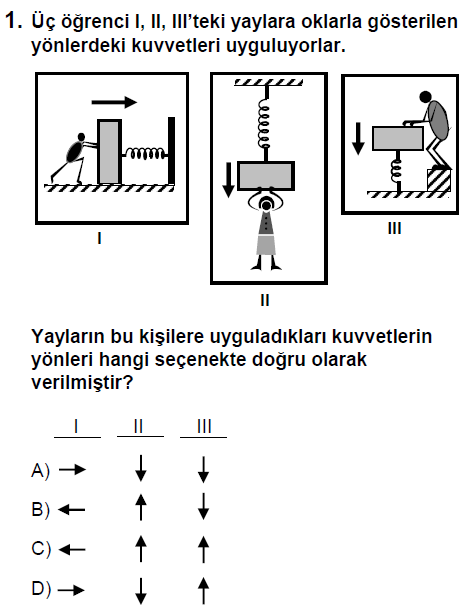 1. Üç öğrenci I, II, III'teki yaylara oklarla gösterilen
yönlerdeki kuvvetleri uyguluyorlar.
I
II
III
Yayların bu kişilere uyguladıkları kuvvetlerin
yönleri hangi seçenekte doğru olarak
verilmiştir?
I II III
A) → ↓ ↓
B) ← ↑ ↓
C) ← ↑ ↑
D) → ↓ ↑